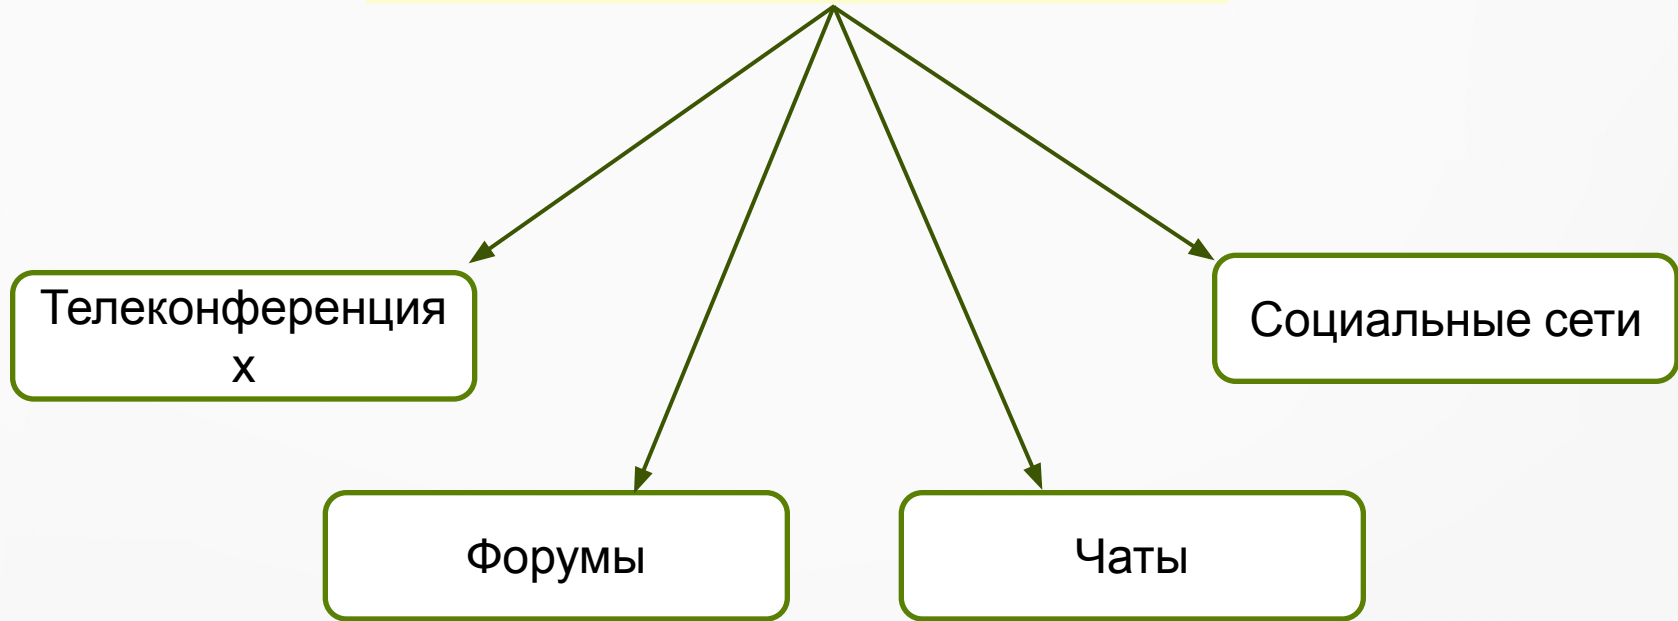 Телеконференция
х
Социальные сети
Форумы
Чаты